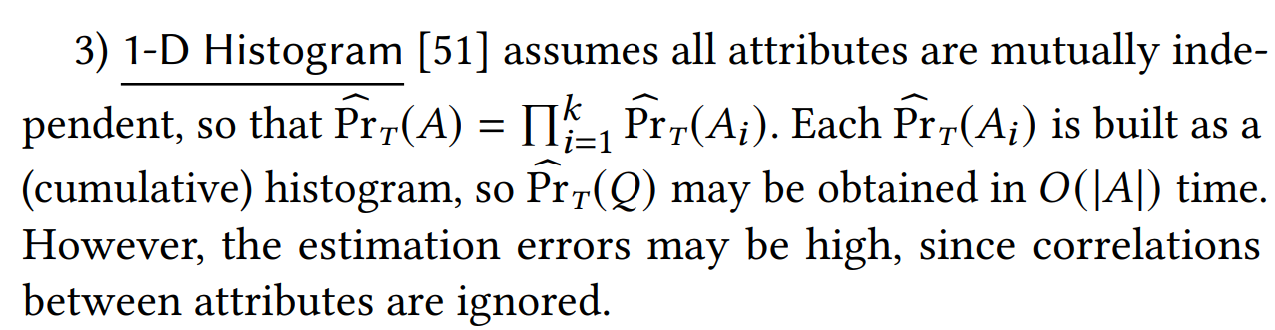 3) 1-D Histogram [51] assumes all attributes are mutually inde-
pendent, so that P̂r_T(A) = ∏_{i=1}^{k} P̂r_T(A_i). Each P̂r_T(A_i) is built as a
(cumulative) histogram, so P̂r_T(Q) may be obtained in O(|A|) time.
However, the estimation errors may be high, since correlations
between attributes are ignored.